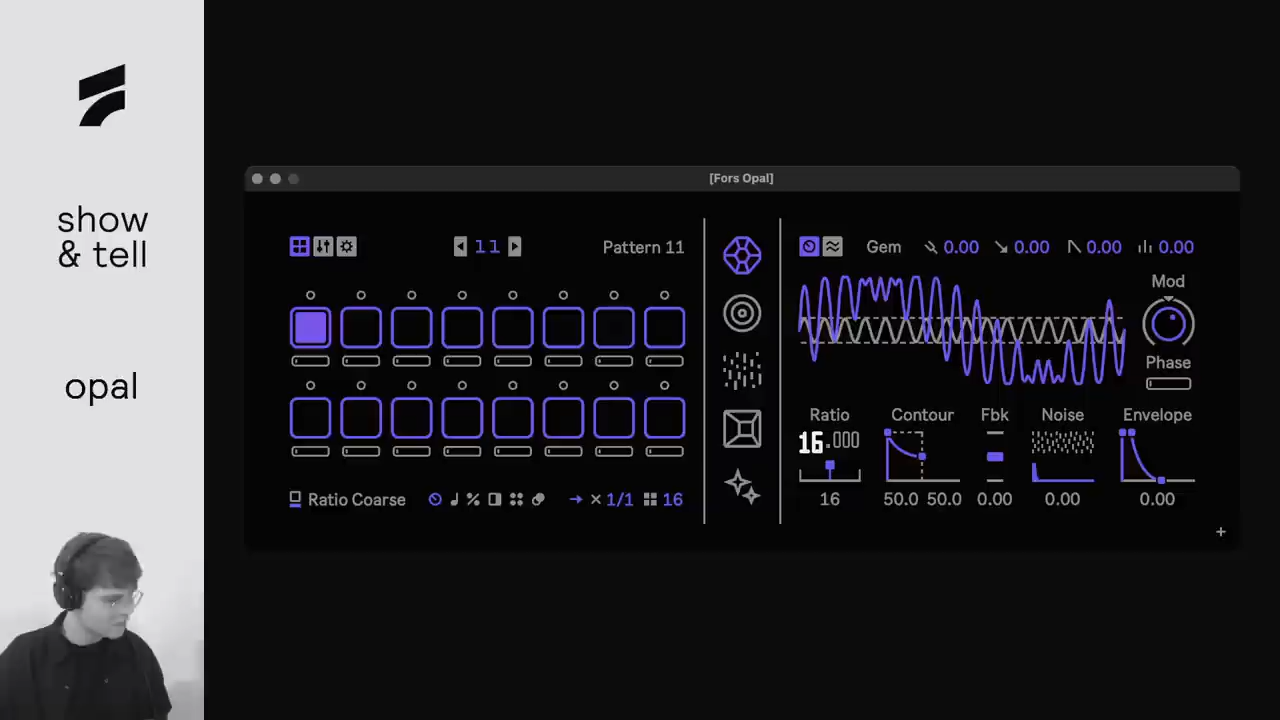 show
& tell
opal
[Fors Opal]
11
Pattern 11
Ratio Coarse
1/1
16
Gem
0.00
0.00
0.00
0.00
Mod
Phase
Ratio
Contour
Fbk
Noise
Envelope
16.000
16
50.0 50.0
0.00
0.00
0.00
+